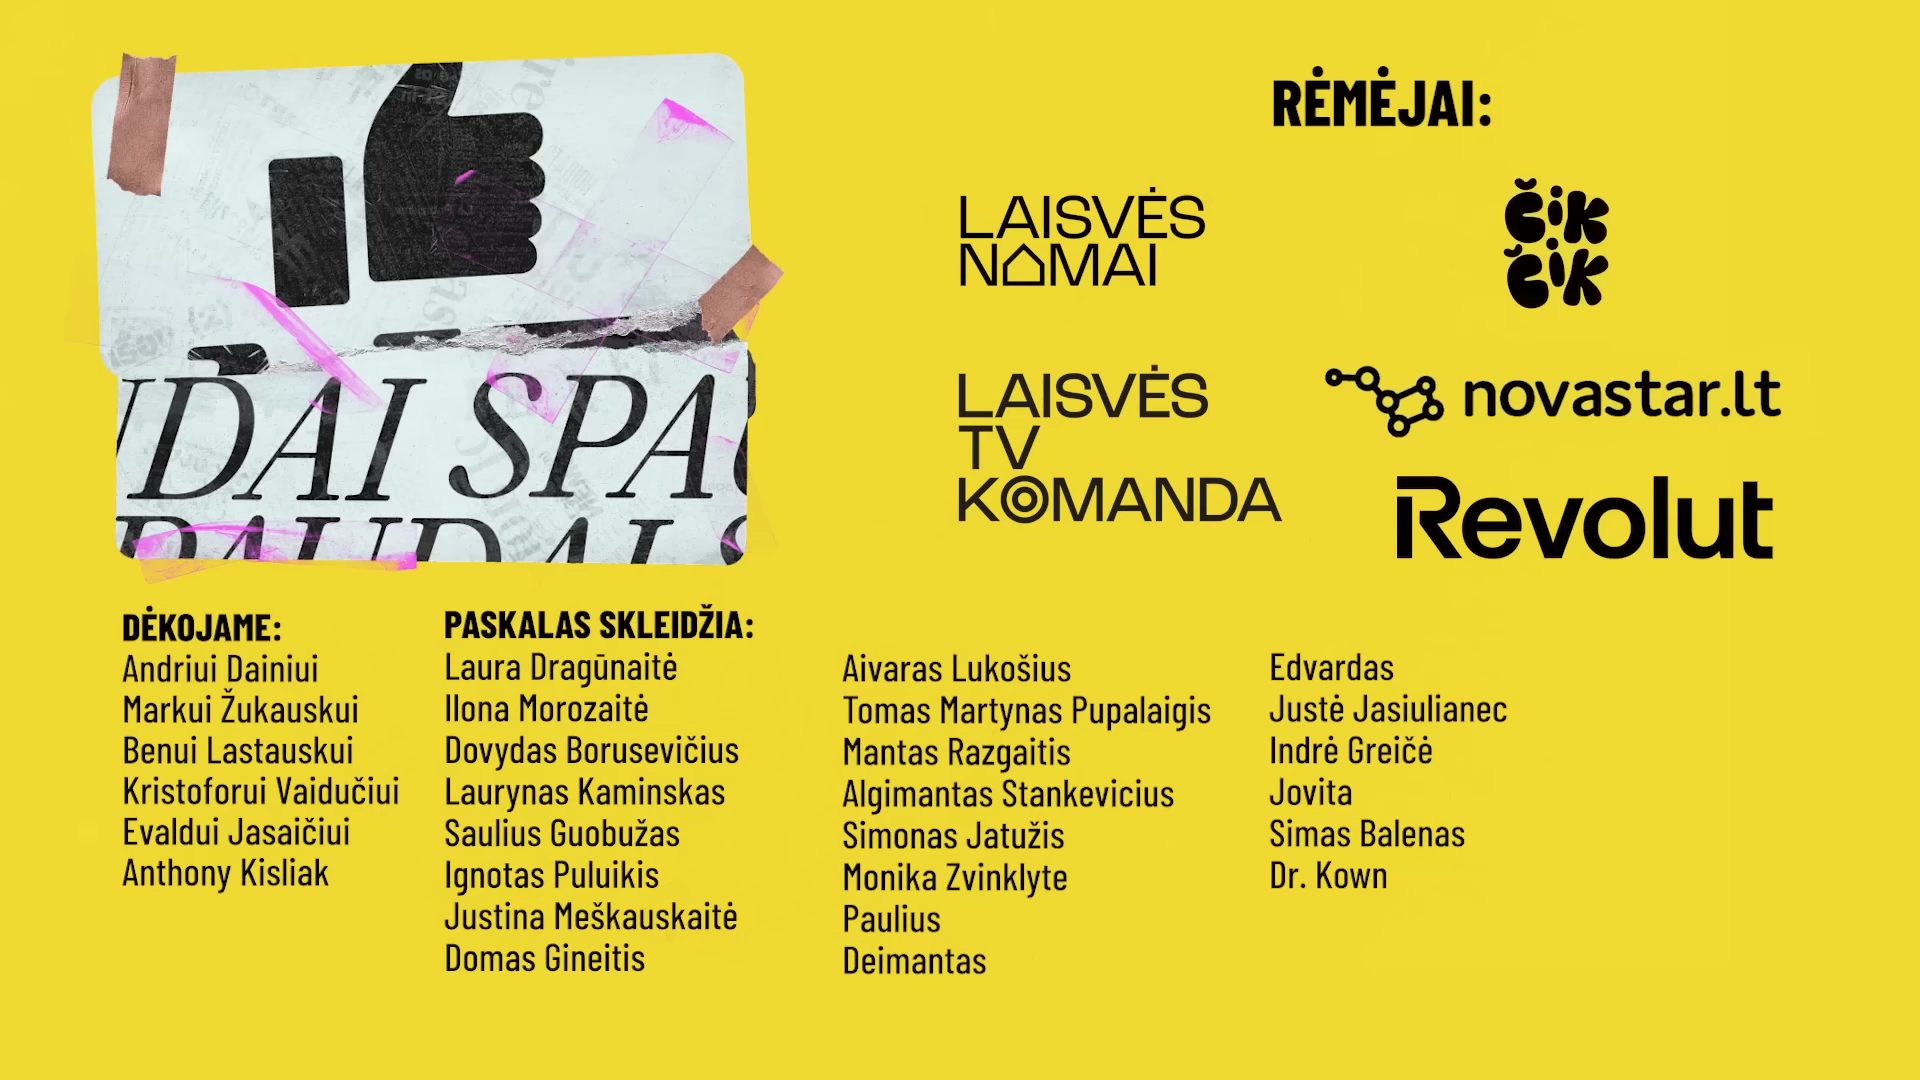 DAI SPA
RĖMĖJAI:
LAISVĖS
NAMAI
ČIK
ČIK
LAISVĖS
TV
KOMANDA
novastar.lt
Revolut
DĖKOJAME:
Andriui Dainiui
Markui Žukauskui
Benui Lastauskui
Kristoforui Vaidučiui
Evaldui Jasaičiui
Anthony Kisliak
PASKALAS SKLEIDŽIA:
Laura Dragūnaitė
Ilona Morozaitė
Dovydas Borusevičius
Laurynas Kaminskas
Saulius Guobužas
Ignotas Puluikis
Justina Meškauskaitė
Domas Gineitis
Aivaras Lukošius
Tomas Martynas Pupalaigis
Mantas Razgaitis
Algimantas Stankevicius
Simonas Jatužis
Monika Zvinklyte
Paulius
Deimantas
Edvardas
Justė Jasiulianec
Indrė Greičė
Jovita
Simas Balenas
Dr. Kown